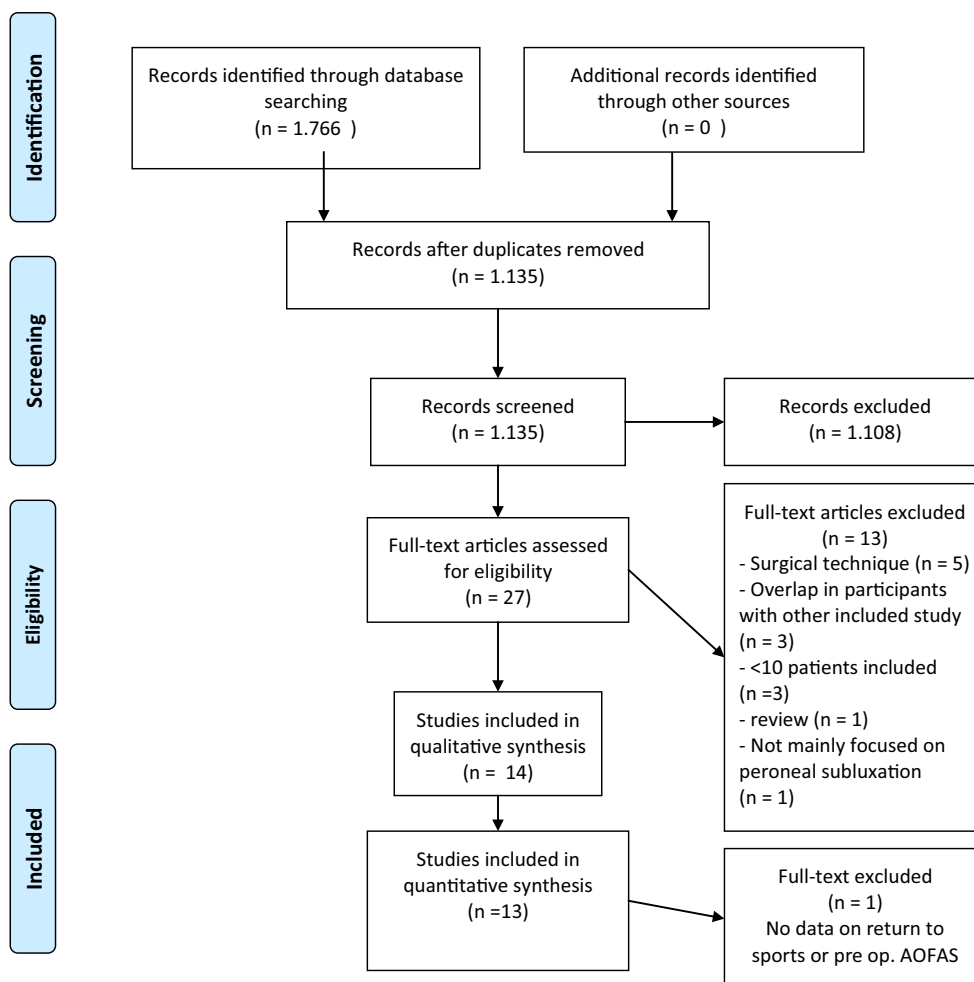 Identification
Records identified through database
searching
(n = 1.766  )
Additional records identified
through other sources
(n = 0  )
Records after duplicates removed
(n = 1.135)
Screening
Records screened
(n = 1.135)
Records excluded
(n = 1.108)
Eligibility
Full-text articles assessed
for eligibility
(n = 27)
Full-text articles excluded
(n = 13)
- Surgical technique (n = 5)
- Overlap in participants
with other included study
(n = 3)
- <10 patients included
(n =3)
- review (n = 1)
- Not mainly focused on
peroneal subluxation
(n = 1)
Studies included in
qualitative synthesis
(n =  14)
Included
Studies included in
quantitative synthesis
(n =13)
Full-text excluded
(n = 1)
No data on return to
sports or pre op. AOFAS